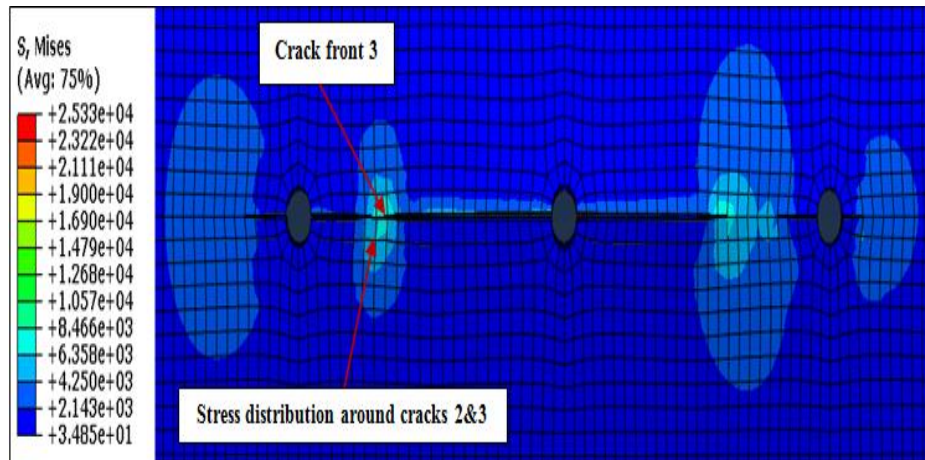 Crack front 3
S, Mises
(Avg: 75%)
+2.533e+04
+2.322e+04
+2.111e+04
+1.900e+04
+1.690e+04
+1.479e+04
+1.268e+04
+1.057e+04
+8.466e+03
+6.358e+03
+4.250e+03
+2.143e+03
+3.485e+01
Stress distribution around cracks 2&3